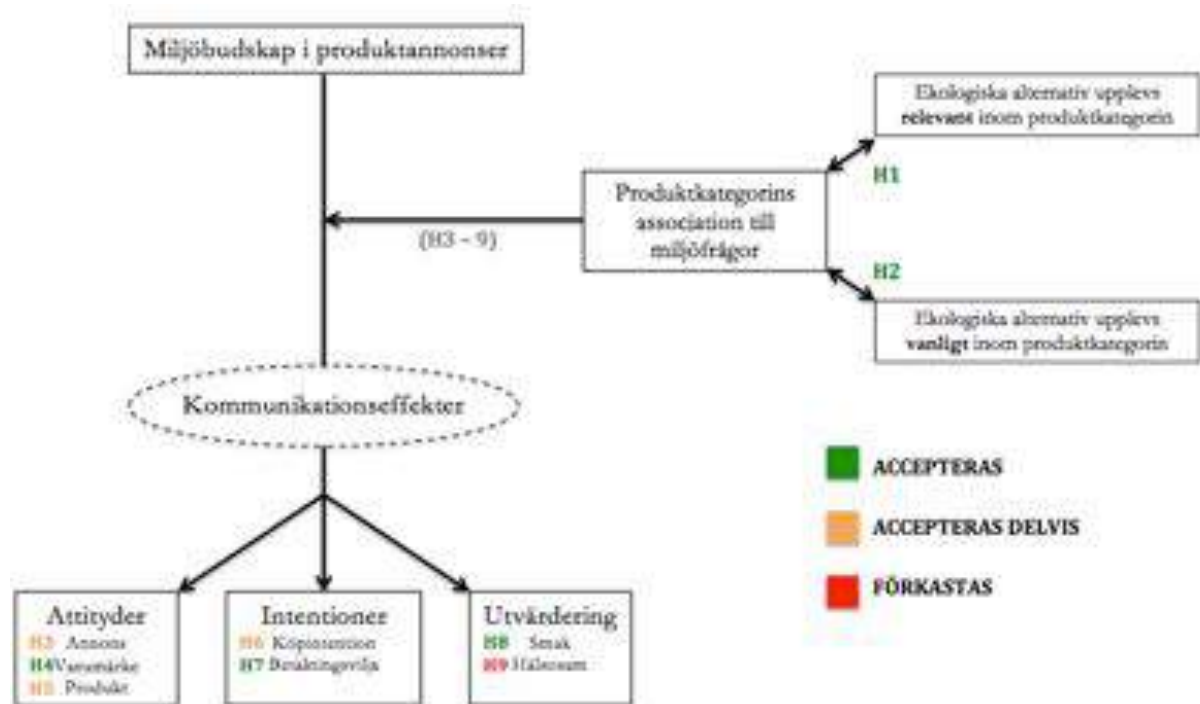 Miljöbudskap i produktannonser
Ekologiska alternativ upplevs
relevant inom produktkategorin
H1
Produktkategorins
association till
miljöfrågor
(H3 – 9)
H2
Ekologiska alternativ upplevs
vanligt inom produktkategorin
Kommunikationseffekter
ACCEPTERAS
ACCEPTERAS DELVIS
FÖRKASTAS
Attityder
H3 Annons
H4 Varumärke
H5 Produkt
Intentioner
H6 Köpintention
H7 Betalningsvilja
Utvärdering
H8 Smak
H9 Hälsosam